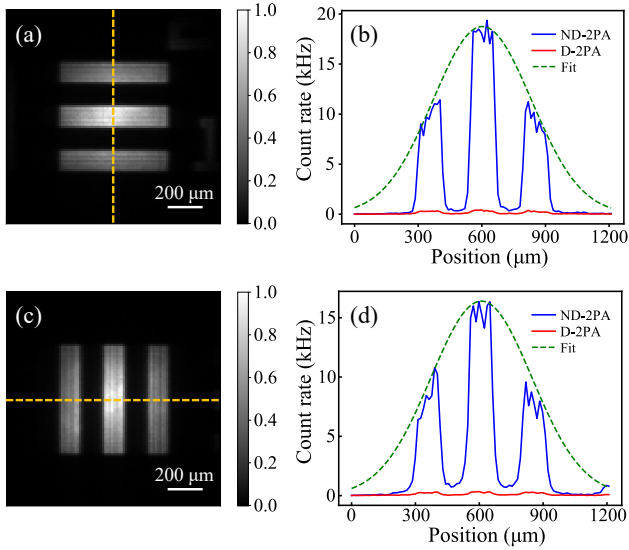 (a)
200 μm
1.0
0.8
0.6
0.4
0.2
0.0
(b)
ND-2PA
D-2PA
Fit
Count rate (kHz)
20
15
10
5
0
0 300 600 900 1200
Position (μm)
(c)
200 μm
1.0
0.8
0.6
0.4
0.2
0.0
(d)
ND-2PA
D-2PA
Fit
Count rate (kHz)
15
10
5
0
0 300 600 900 1200
Position (μm)